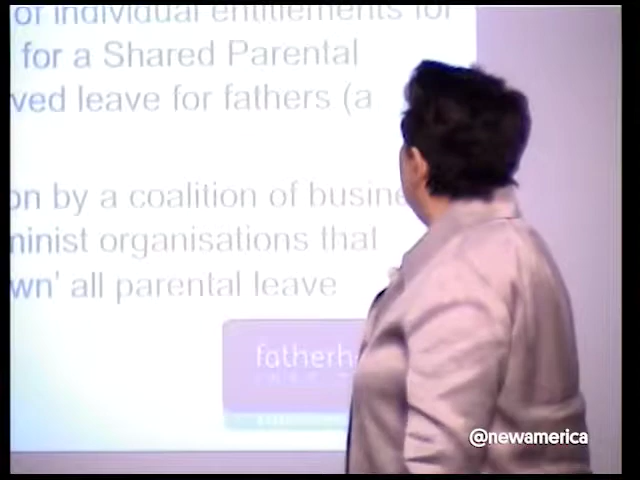 of individual entitlements for
for a Shared Parental
ved leave for fathers (a
on by a coalition of busine
ninist organisations that
wn' all parental leave
fatherh
@newamerica